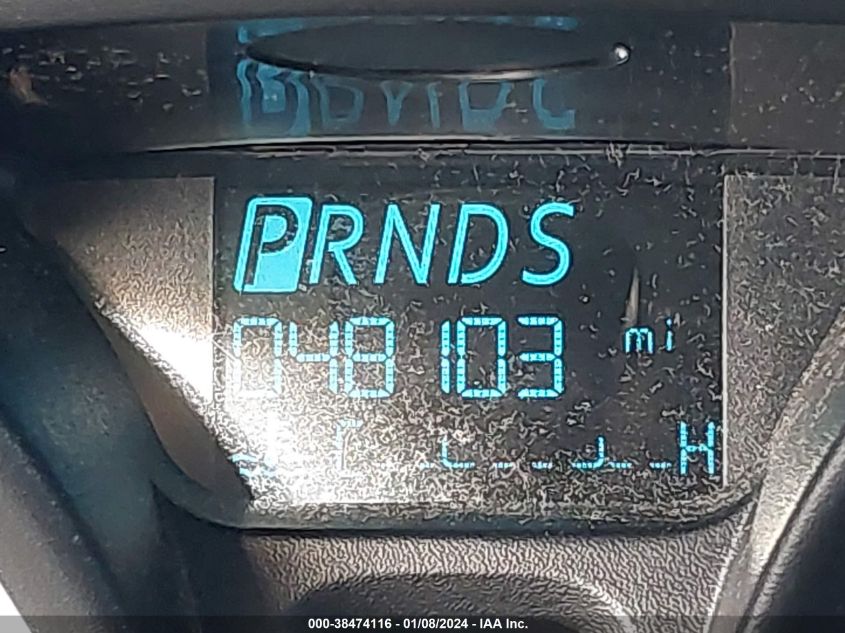 PRNDS
048103 mi
H
000-38474116 - 01/08/2024 - IAA Inc.